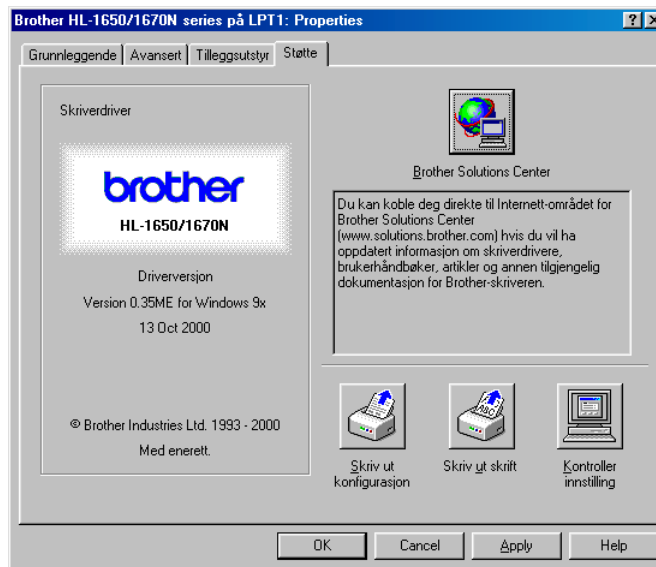 Brother HL-1650/1670N series på LPT1: Properties
Grunnleggende Avansert Tilleggsutstyr Støtte
Skriverdriver
brother
HL-1650/1670N
Driverversjon
Version 0.35ME for Windows 9x
13 Oct 2000
© Brother Industries Ltd. 1993 - 2000
Med enerett.
Brother Solutions Center
Du kan koble deg direkte til Internett-området for
Brother Solutions Center
(www.solutions.brother.com) hvis du vil ha
oppdatert informasjon om skriverdrivere,
brukerhåndbøker, artikler og annen tilgjengelig
dokumentasjon for Brother-skriveren.
ABC
Skriv ut
konfigurasjon
Skriv ut skrift
Kontroller
innstilling
OK Cancel Apply Help